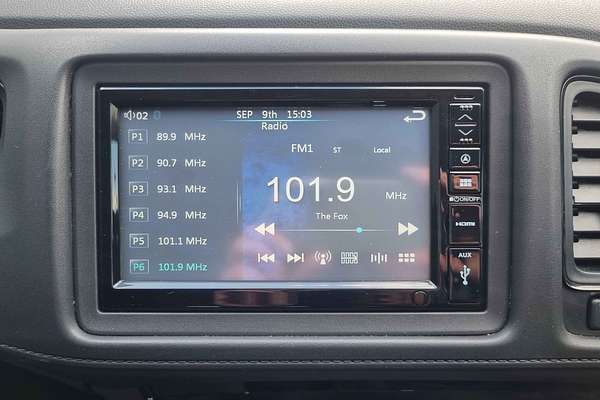 02
SEP 9th 15:03
Radio
P1 89.9 MHz
P2 90.7 MHz
P3 93.1 MHz
P4 94.9 MHz
P5 101.1 MHz
P6 101.9 MHz
FM1 ST Local
101.9 MHz
The Fox
ON/OFF
HDMI
AUX